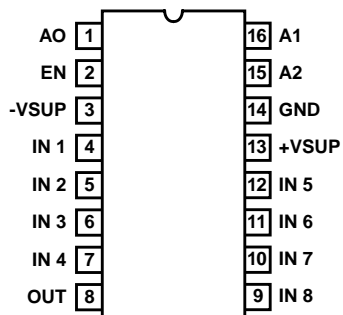 AO 1 16 A1
EN 2 15 A2
-VSUP 3 14 GND
IN 1 4 13 +VSUP
IN 2 5 12 IN 5
IN 3 6 11 IN 6
IN 4 7 10 IN 7
OUT 8 9 IN 8